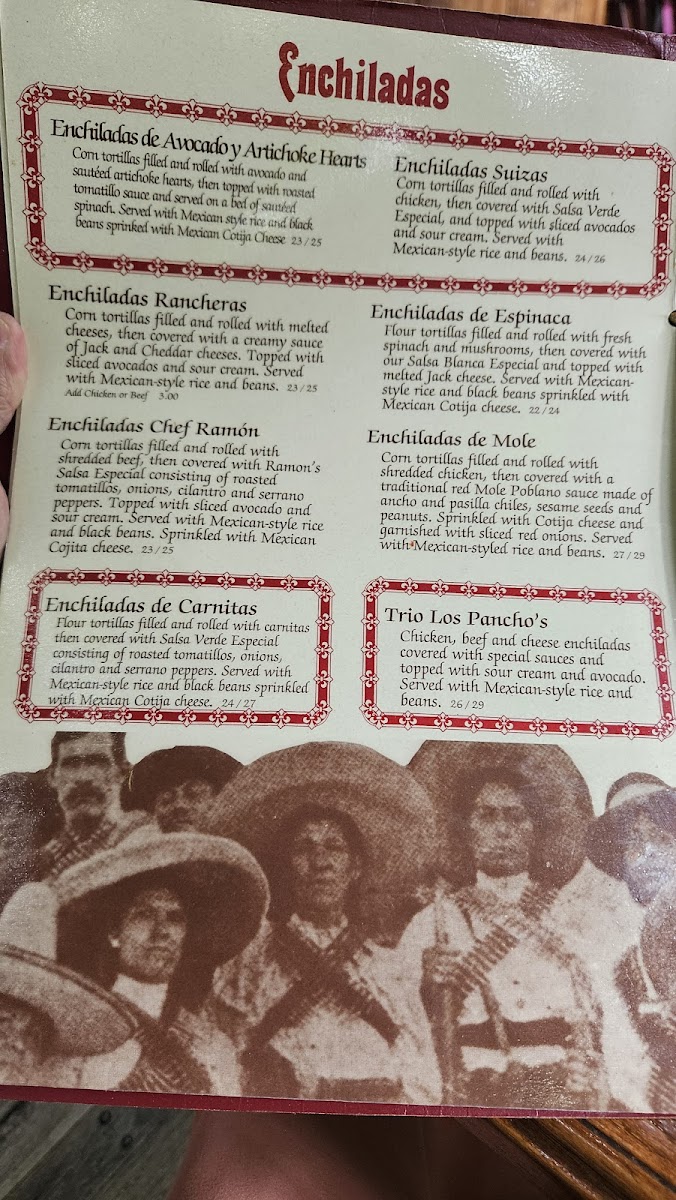 Enchiladas
Enchiladas de Avocado y Artichoke Hearts
Corn tortillas filled and rolled with avocado and
sautéed artichoke hearts, then topped with roasted
tomatillo sauce and served on a bed of sautéed
spinach. Served with Mexican style rice and black
beans sprinked with Mexican Cotija Cheese 23 / 25
Enchiladas Suizas
Corn tortillas filled and rolled with
chicken, then covered with Salsa Verde
Especial, and topped with sliced avocados
and sour cream. Served with
Mexican-style rice and beans. 24 / 26
Enchiladas Rancheras
Corn tortillas filled and rolled with melted
cheeses, then covered with a creamy sauce
of Jack and Cheddar cheeses. Topped with
sliced avocados and sour cream. Served
with Mexican-style rice and beans. 23 / 25
Add Chicken or Beef 3.00
Enchiladas de Espinaca
Flour tortillas filled and rolled with fresh
spinach and mushrooms, then covered with
our Salsa Blanca Especial and topped with
melted Jack cheese. Served with Mexican-
style rice and black beans sprinkled with
Mexican Cotija cheese. 22 / 24
Enchiladas Chef Ramón
Corn tortillas filled and rolled with
shredded beef, then covered with Ramon's
Salsa Especial consisting of roasted
tomatillos, onions, cilantro and serrano
peppers. Topped with sliced avocado and
sour cream. Served with Mexican-style rice
and black beans. Sprinkled with Mexican
Cojita cheese. 23 / 25
Enchiladas de Mole
Corn tortillas filled and rolled with
shredded chicken, then covered with a
traditional red Mole Poblano sauce made of
ancho and pasilla chiles, sesame seeds and
peanuts. Sprinkled with Cotija cheese and
garnished with sliced red onions. Served
with Mexican-styled rice and beans. 27 / 29
Enchiladas de Carnitas
Flour tortillas filled and rolled with carnitas
then covered with Salsa Verde Especial
consisting of roasted tomatillos, onions,
cilantro and serrano peppers. Served with
Mexican-style rice and black beans sprinkled
with Mexican Cotija cheese. 24 / 27
Trio Los Pancho's
Chicken, beef and cheese enchiladas
covered with special sauces and
topped with sour cream and avocado.
Served with Mexican-style rice and
beans. 26 / 29